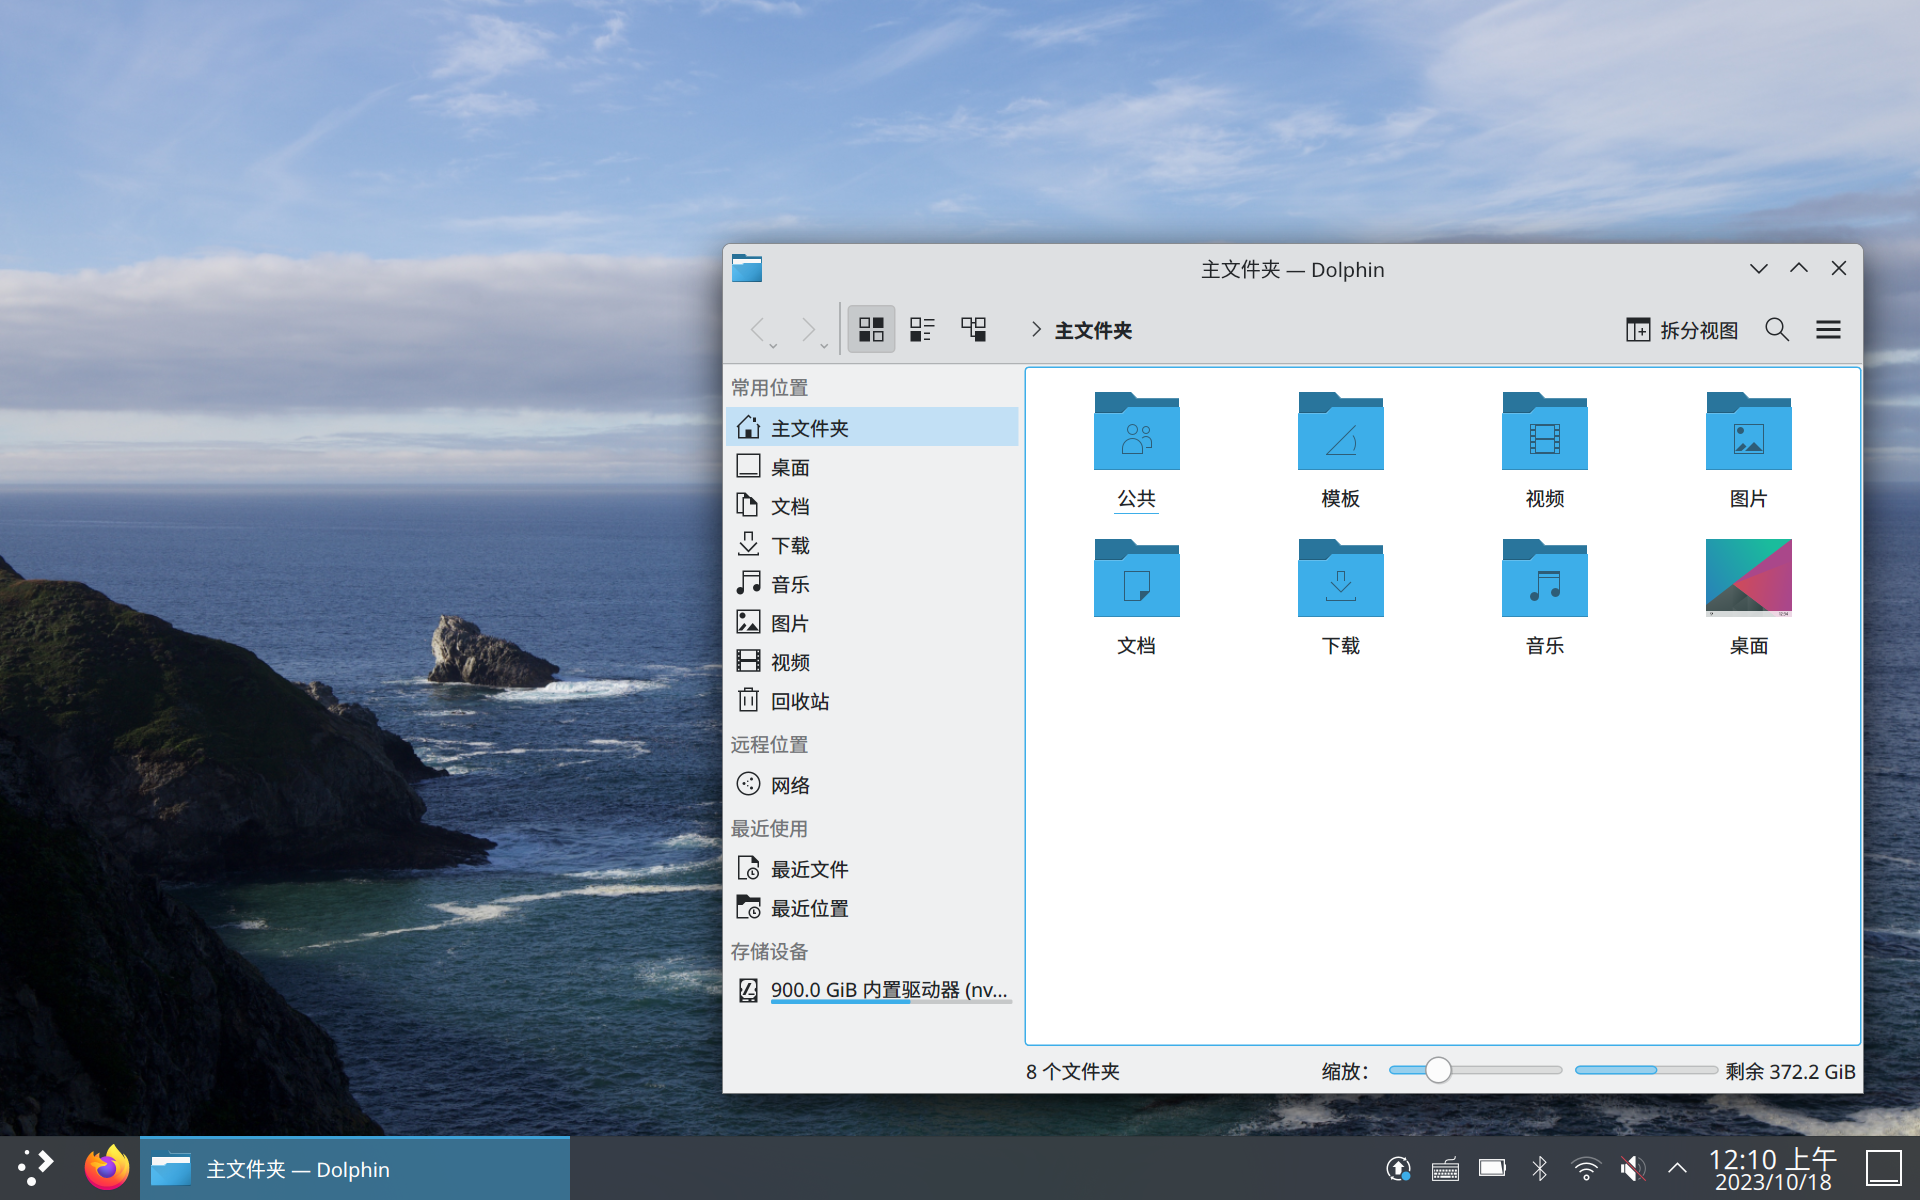 主文件夹 — Dolphin
主文件夹
拆分视图
常用位置
主文件夹
桌面
文档
下载
音乐
图片
视频
回收站
远程位置
网络
最近使用
最近文件
最近位置
存储设备
900.0 GiB 内置驱动器 (nv...
公共
模板
视频
图片
文档
下载
音乐
桌面
8 个文件夹
缩放：
剩余 372.2 GiB
主文件夹 — Dolphin
12:10 上午
2023/10/18